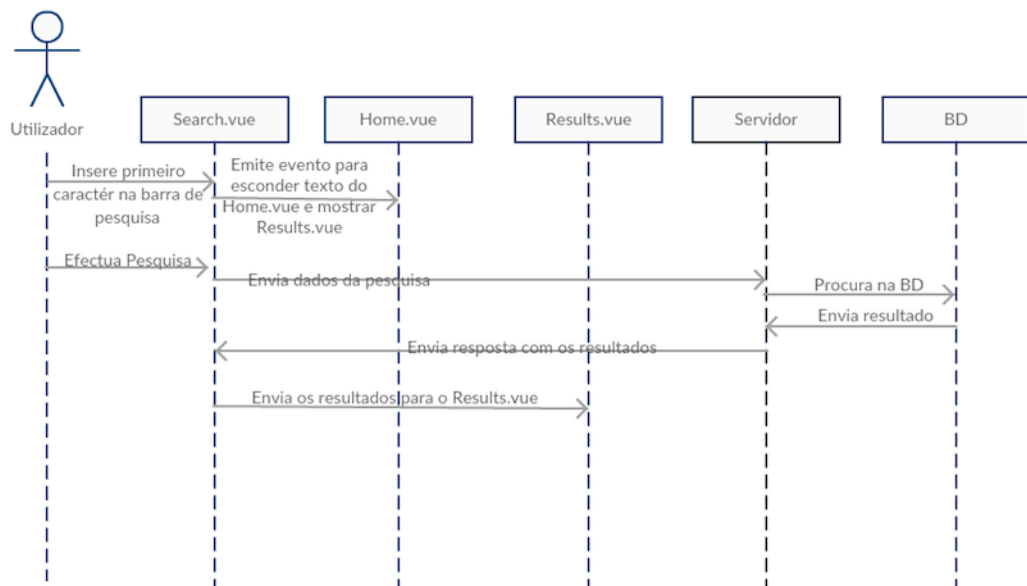 Utilizador
Search.vue
Home.vue
Results.vue
Servidor
BD
Insere primeiro
caractér na barra de
pesquisa
Emite evento para
esconder texto do
Home.vue e mostrar
Results.vue
Efectua Pesquisa
Envia dados da pesquisa
Procura na BD
Envia resultado
Envia resposta com os resultados
Envia os resultados para o Results.vue